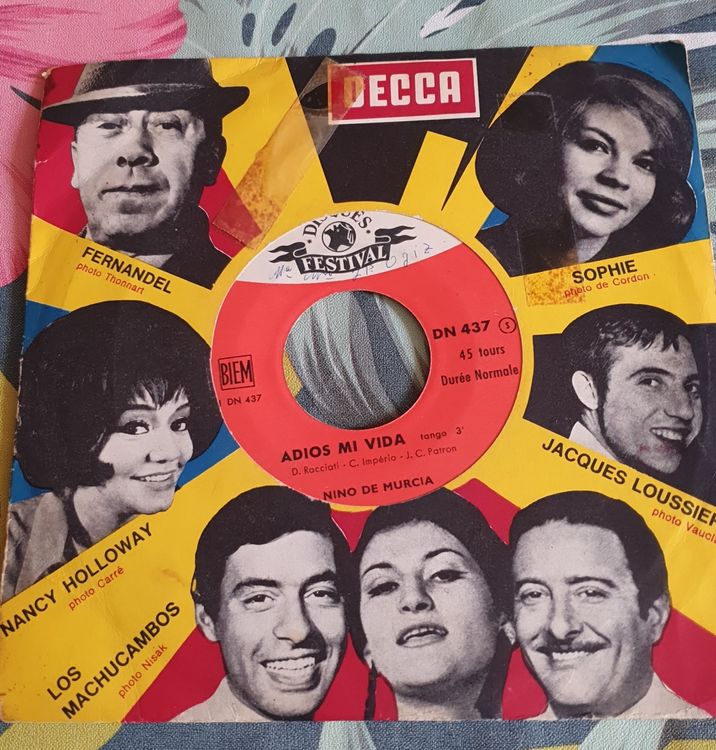 DECCA
FERNANDEL
photo Thonnart
SOPHIE
photo de Cordon
DISQUES
FESTIVAL
DN 437 S
45 tours
Durée Normale
BIEM
DN 437
ADIOS MI VIDA tango 3'
D. Racciati - C. Império - J. C. Patron
NINO DE MURCIA
JACQUES LOUSSIER
photo Vaucl
NANCY HOLLOWAY
photo Carré
LOS
MACHUCAMBOS
photo Nisak